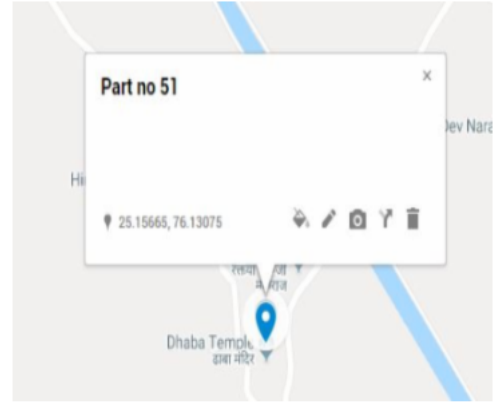 Part no 51
×
Dev Nara
Hi
25.15665, 76.13075
Dhaba Temple
ढाबा मंदिर